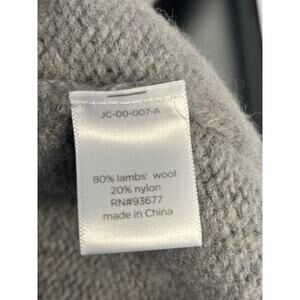 JC-00-007-A
80% lambs' wool
20% nylon
RN#93677
made in China